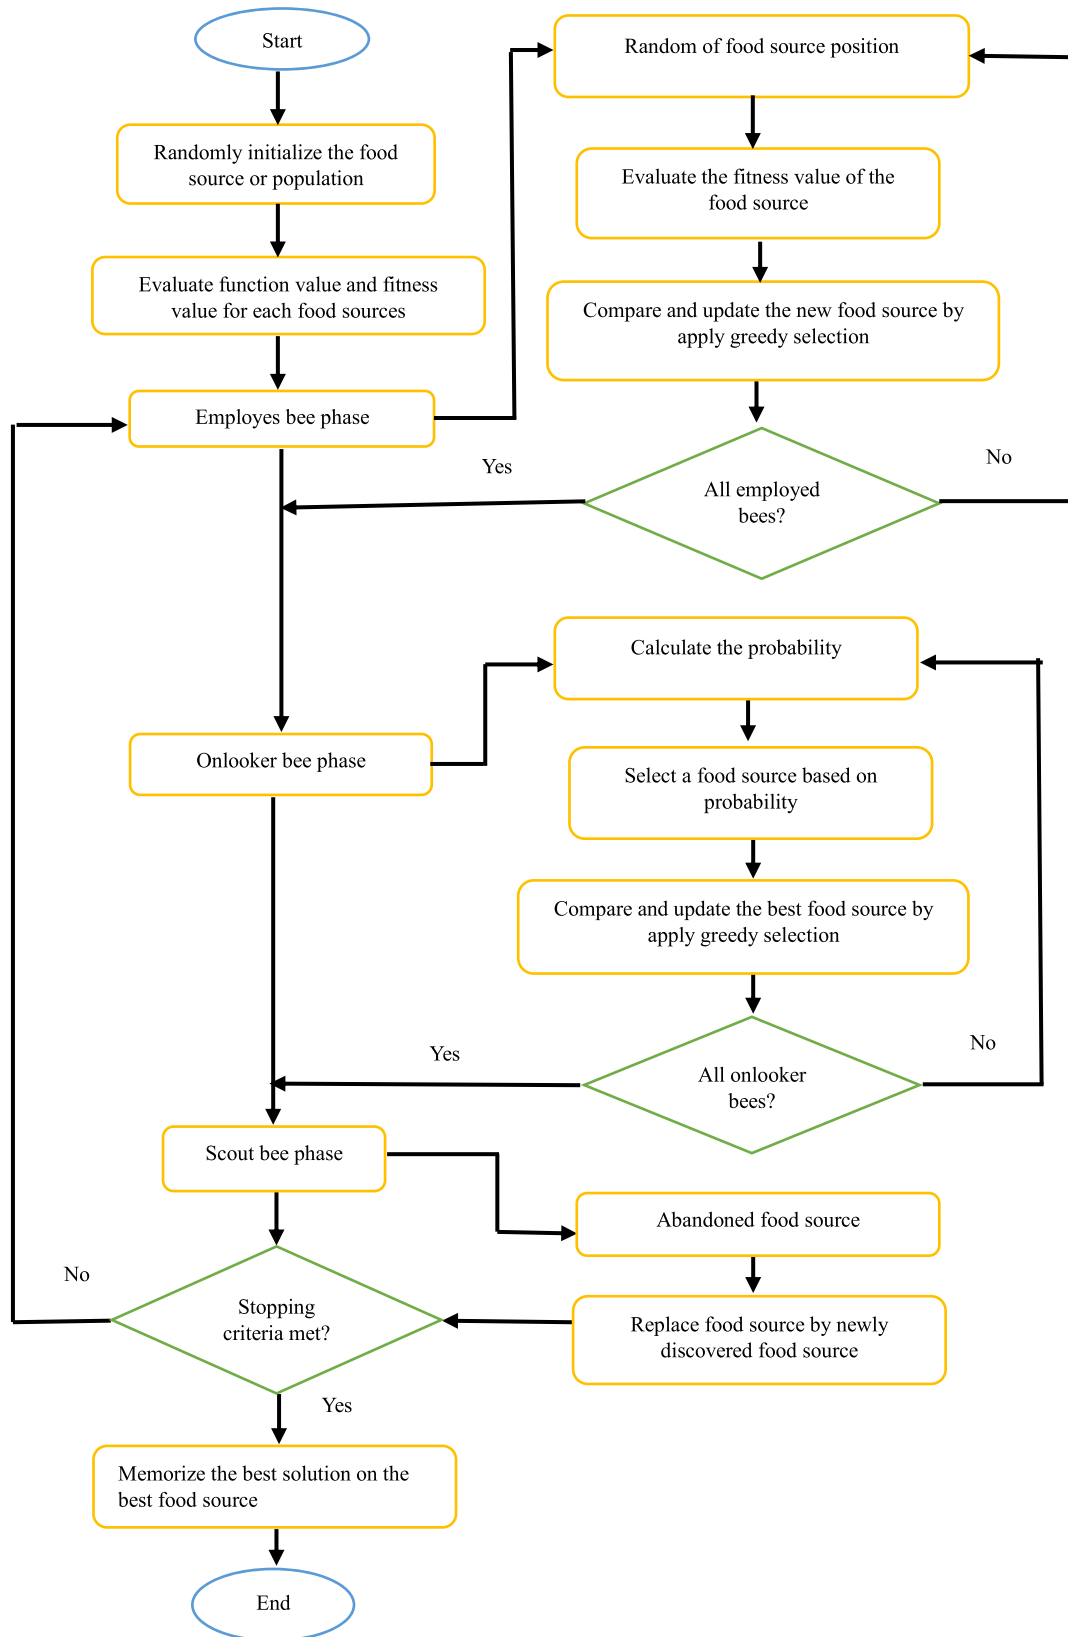 Start
Randomly initialize the food
source or population
Evaluate function value and fitness
value for each food sources
Employes bee phase
Random of food source position
Evaluate the fitness value of the
food source
Compare and update the new food source by
apply greedy selection
All employed
bees?
Yes
No
Onlooker bee phase
Calculate the probability
Select a food source based on
probability
Compare and update the best food source by
apply greedy selection
All onlooker
bees?
Yes
No
Scout bee phase
Abandoned food source
Replace food source by newly
discovered food source
Stopping
criteria met?
No
Yes
Memorize the best solution on the
best food source
End